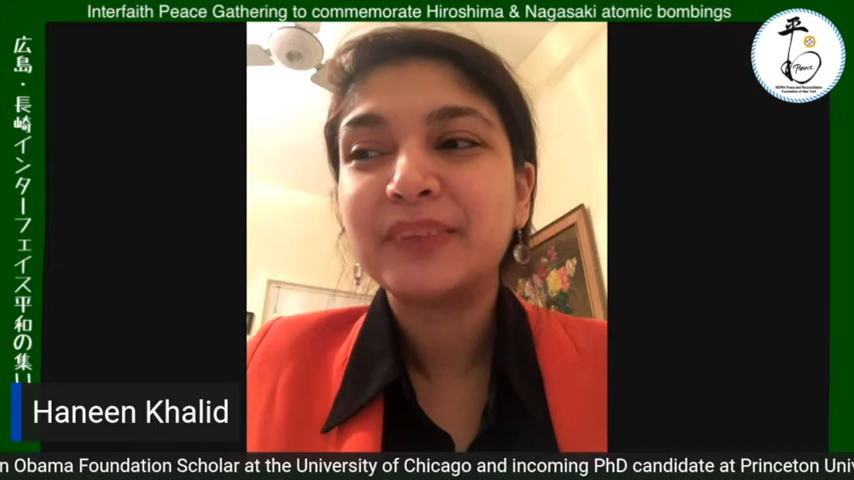 Interfaith Peace Gathering to commemorate Hiroshima & Nagasaki atomic bombings
広島・長崎インターフェイス平和の集い
平
Peace
Haneen Khalid
n Obama Foundation Scholar at the University of Chicago and incoming PhD candidate at Princeton Univ